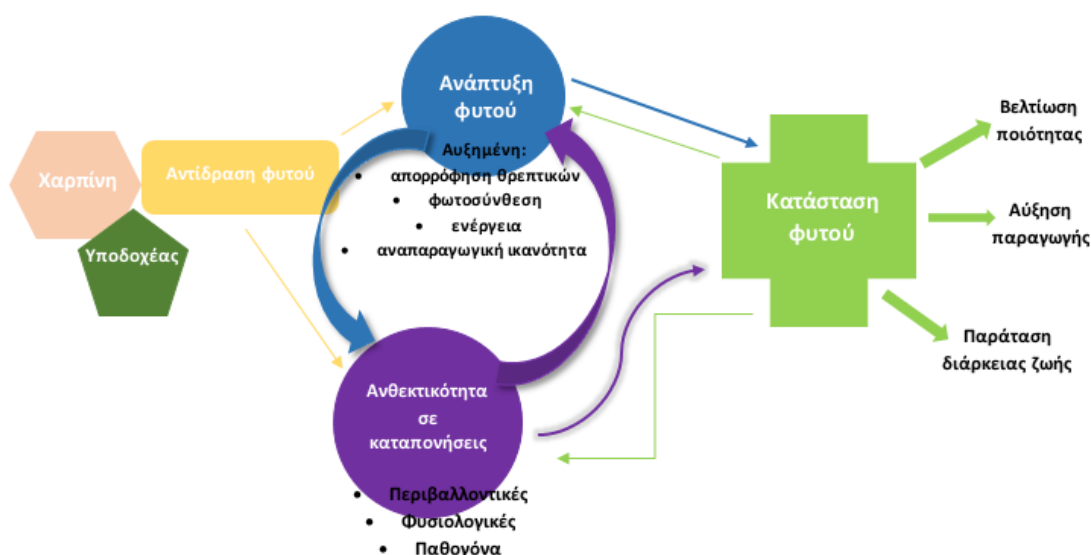 Χαρπίνη
Υποδοχέας
Αντίδραση φυτού
Ανάπτυξη
φυτού
Αυξημένη:
• απορρόφηση θρεπτικών
• φωτοσύνθεση
• ενέργεια
• αναπαραγωγική ικανότητα
Ανθεκτικότητα
σε
καταπονήσεις
• Περιβαλλοντικές
• Φυσιολογικές
• Παθογόνα
Κατάσταση
φυτού
Βελτίωση
ποιότητας
Αύξηση
παραγωγής
Παράταση
διάρκειας ζωής